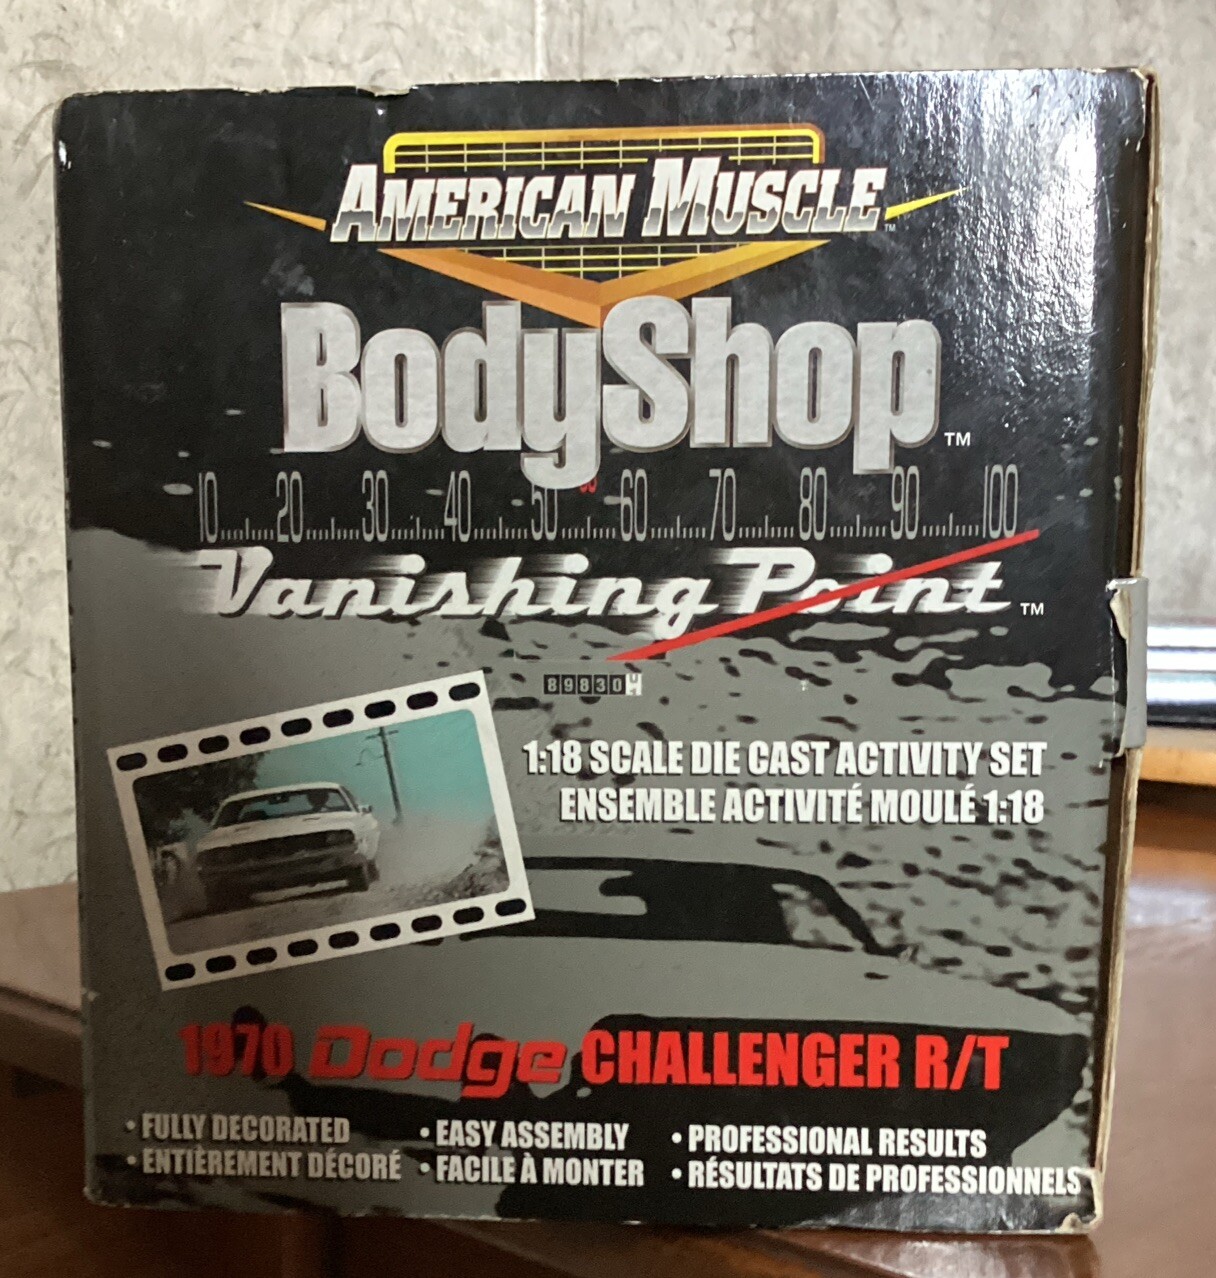 AMERICAN MUSCLE™
BodyShop™
10 20 30 40 50 60 70 80 90 100
Vanishing Point™
89830
1:18 SCALE DIE CAST ACTIVITY SET
ENSEMBLE ACTIVITÉ MOULÉ 1:18
1970 Dodge CHALLENGER R/T
• FULLY DECORATED • EASY ASSEMBLY • PROFESSIONAL RESULTS
• ENTIÈREMENT DÉCORÉ • FACILE À MONTER • RÉSULTATS DE PROFESSIONNELS